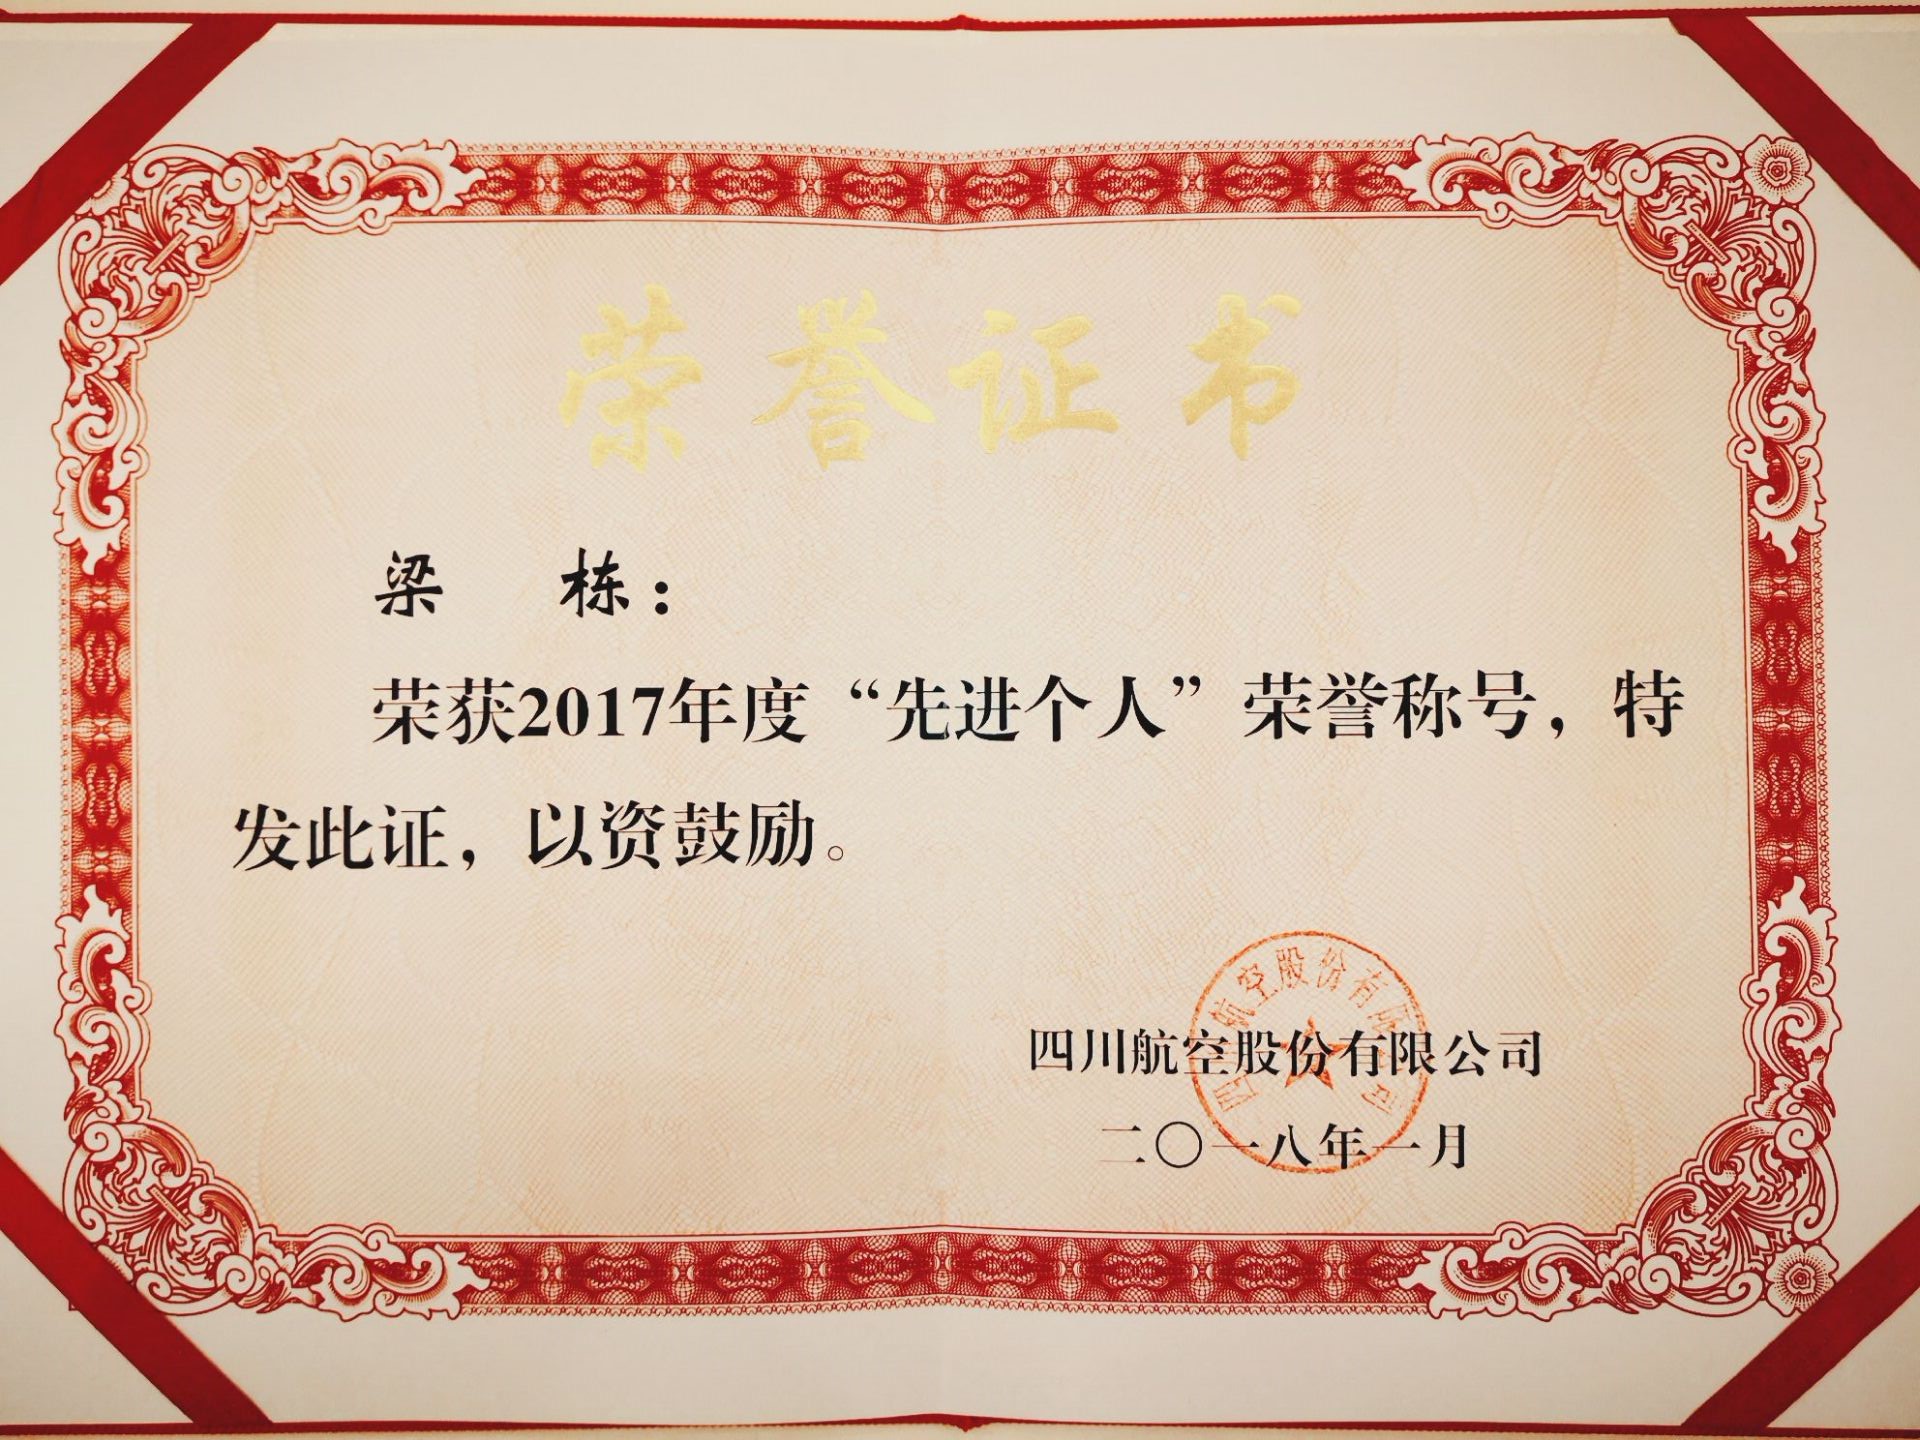 荣誉证书
梁 栋：
荣获2017年度“先进个人”荣誉称号，特
发此证，以资鼓励。
四川航空股份有限公司
四川航空股份有限公司
二〇一八年一月